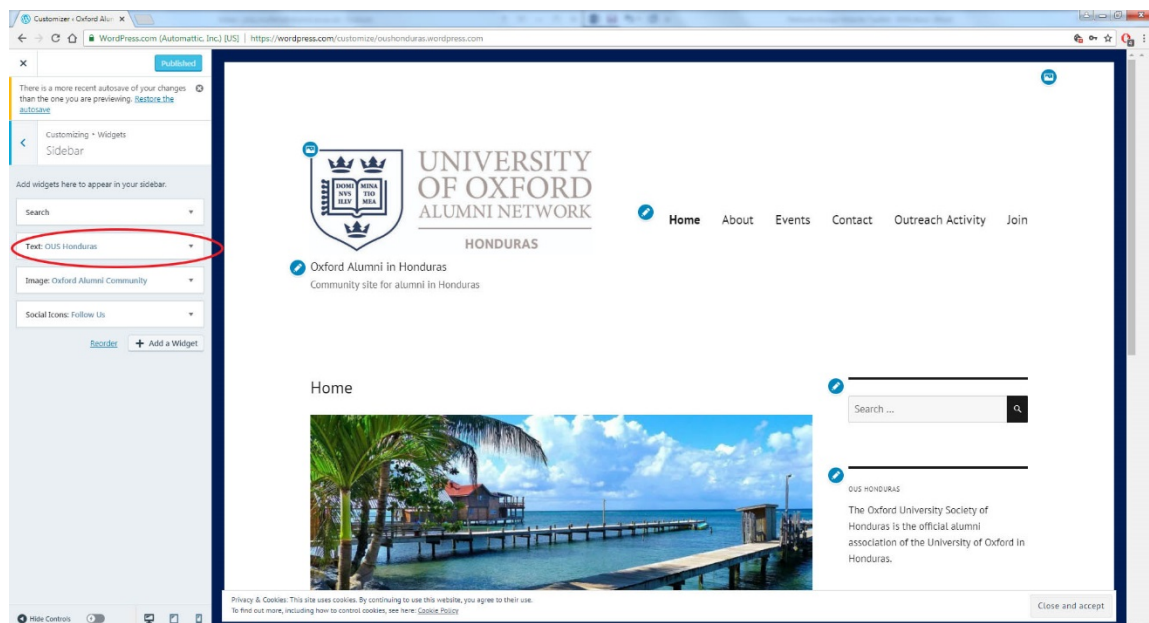 Customizer ‹ Oxford Alur
WordPress.com (Automattic, Inc.) [US] | https://wordpress.com/customize/oushonduras.wordpress.com
Published
There is a more recent autosave of your changes
than the one you are previewing. Restore the
autosave
Customizing • Widgets
Sidebar
Add widgets here to appear in your sidebar.
Search
Text: OUS Honduras
Image: Oxford Alumni Community
Social Icons: Follow Us
Reorder
+ Add a Widget
Hide Controls
DOMI MINA
NVS TIO
ILLV MEA
UNIVERSITY
OF OXFORD
ALUMNI NETWORK
HONDURAS
Oxford Alumni in Honduras
Community site for alumni in Honduras
Home About Events Contact Outreach Activity Join
Home
Search ...
OUS HONDURAS
The Oxford University Society of
Honduras is the official alumni
association of the University of Oxford in
Honduras.
Privacy & Cookies: This site uses cookies. By continuing to use this website, you agree to their use.
To find out more, including how to control cookies, see here: Cookie Policy
Close and accept